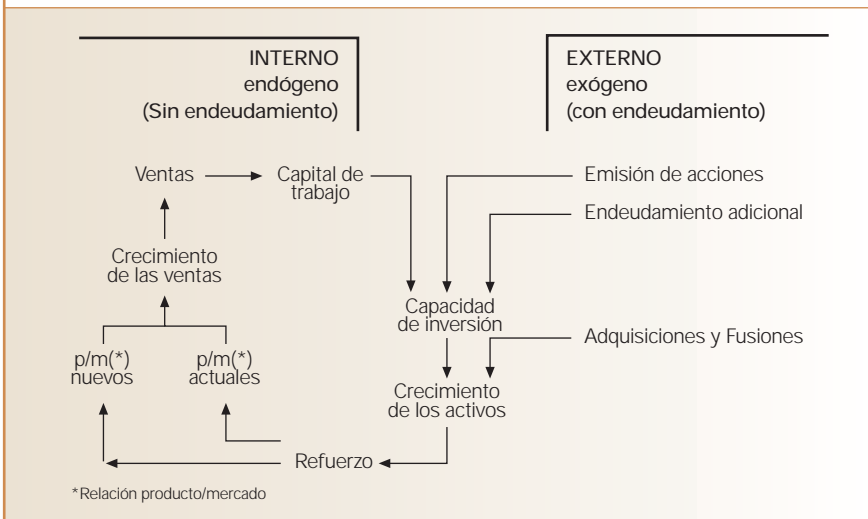 INTERNO
endógeno
(Sin endeudamiento)
EXTERNO
exógeno
(con endeudamiento)
Ventas
Capital de
trabajo
Emisión de acciones
Endeudamiento adicional
Crecimiento
de las ventas
Capacidad
de inversión
Adquisiciones y Fusiones
p/m(*)
nuevos
p/m(*)
actuales
Crecimiento
de los activos
Refuerzo
*Relación producto/mercado